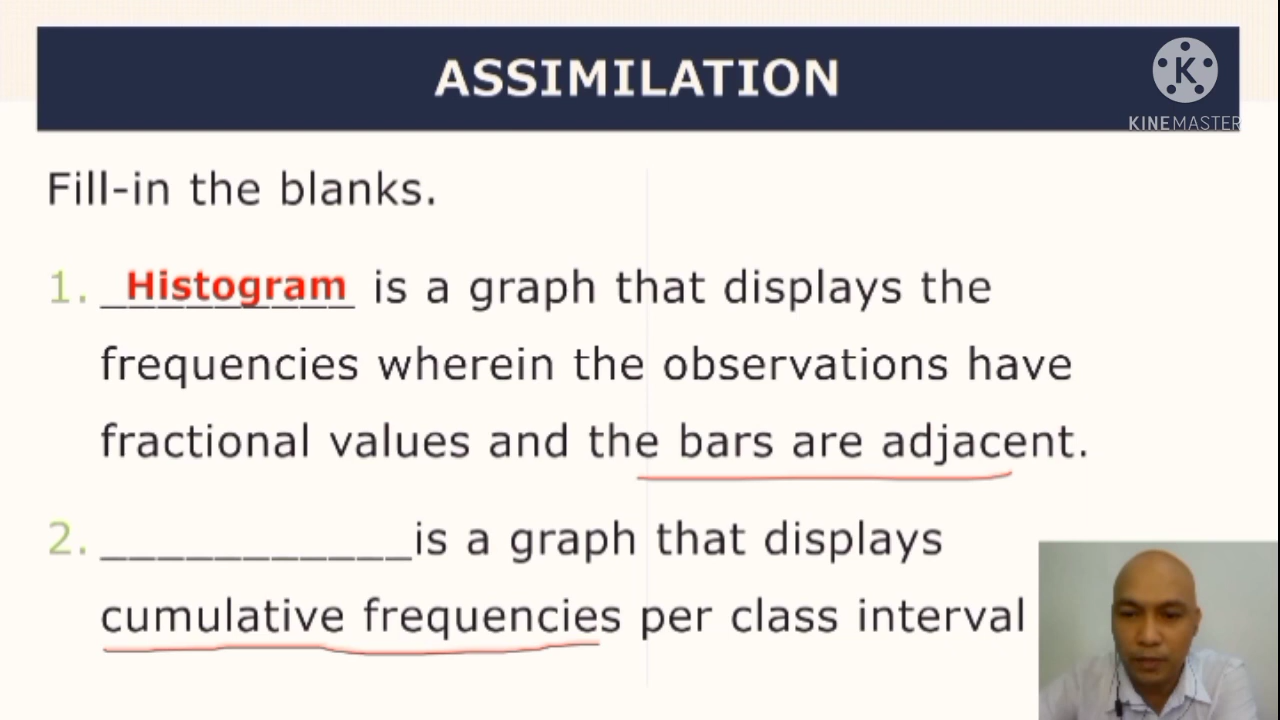 ASSIMILATION
K
KINEMASTER
Fill-in the blanks.
1. Histogram is a graph that displays the
frequencies wherein the observations have
fractional values and the bars are adjacent.
2. ___________is a graph that displays
cumulative frequencies per class interval